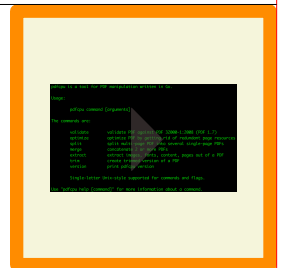 pdfcpu is a tool for PDF manipulation written in Go.
Usage:
pdfcpu command [arguments]
The commands are:
validate validate PDF against PDF 32000-1:2008 (PDF 1.7)
optimize optimize PDF by getting rid of redundant page resources
split split multi-page PDF into several single-page PDFs
merge concatenate 2 or more PDFs
extract extract images, fonts, content, pages out of a PDF
trim create trimmed version of a PDF
version print pdfcpu version
Single-letter Unix-style supported for commands and flags.
Use "pdfcpu help [command]" for more information about a command.